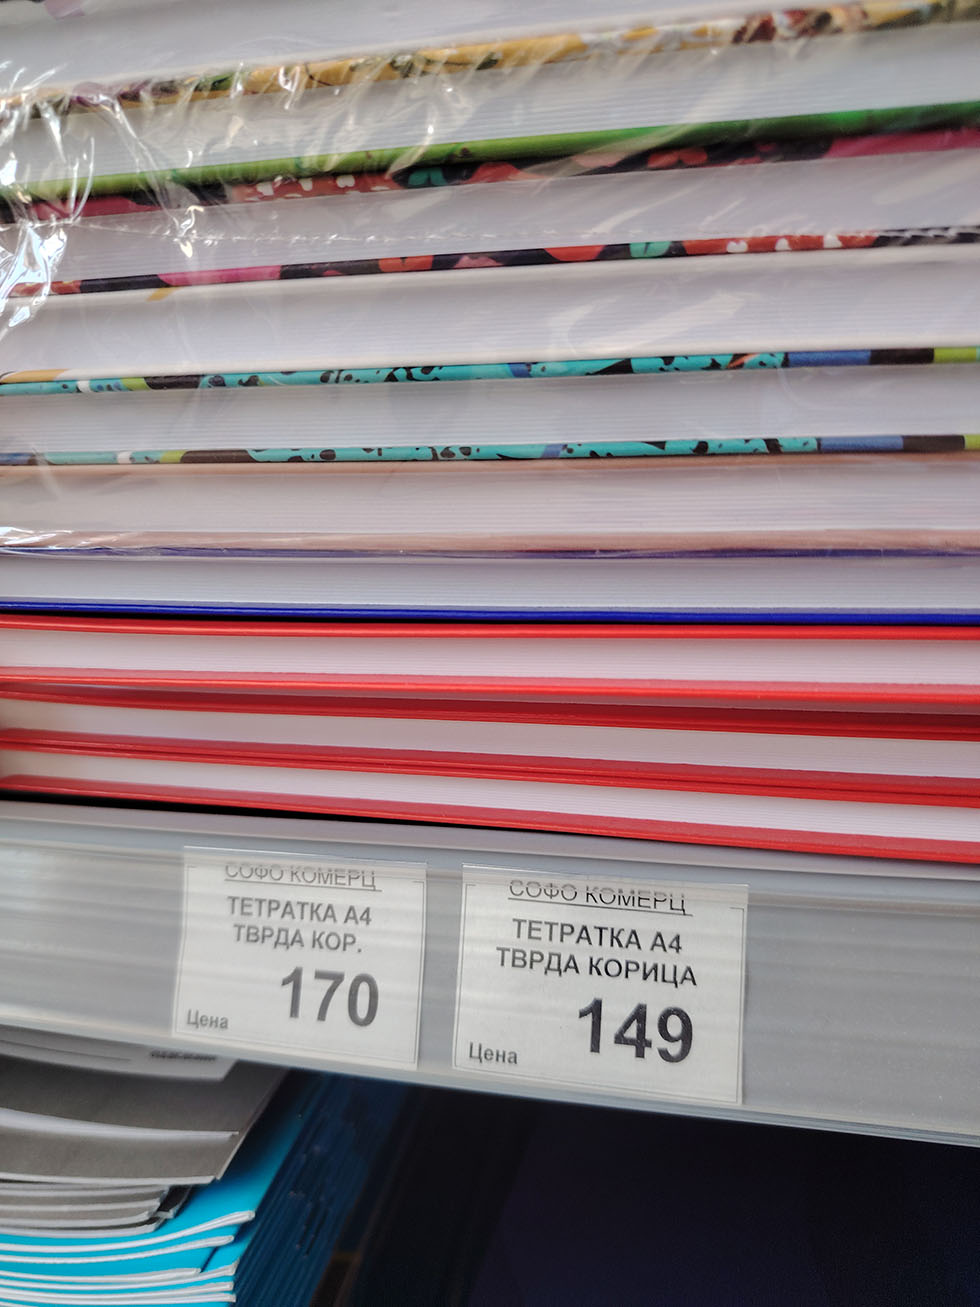 СОФО КОМЕРЦ
ТЕТРАТКА А4
ТВРДА КОР.
170
Цена
СОФО КОМЕРЦ
ТЕТРАТКА А4
ТВРДА КОРИЦА
149
Цена